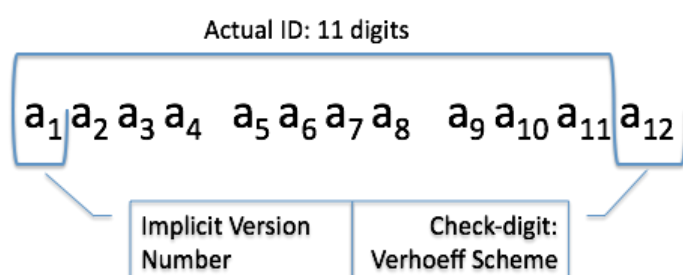 Actual ID: 11 digits
a₁ a₂ a₃ a₄ a₅ a₆ a₇ a₈ a₉ a₁₀ a₁₁ a₁₂
Implicit Version
Number
Check-digit:
Verhoeff Scheme